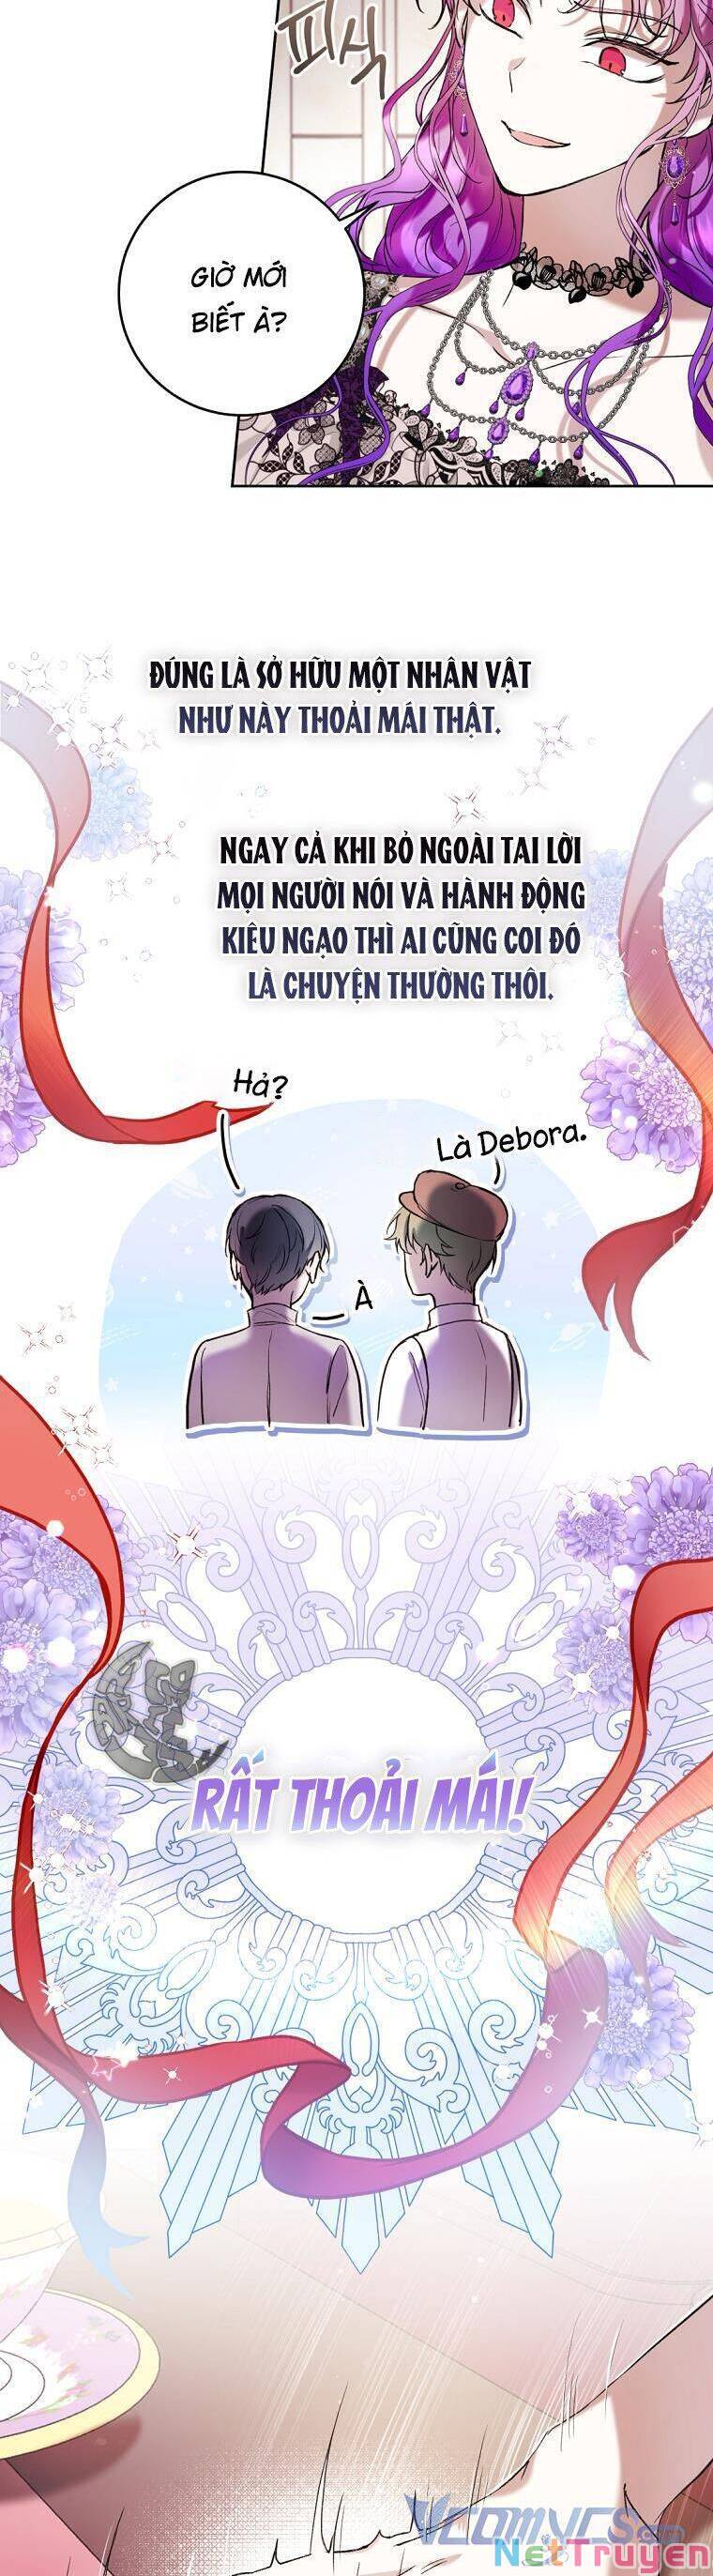 피식
GIỜ MỚI
BIẾT À?
ĐÚNG LÀ SỞ HỮU MỘT NHÂN VẬT
NHƯ NÀY THOẢI MÁI THẬT.
NGAY CẢ KHI BỎ NGOÀI TAI LỜI
MỌI NGƯỜI NÓI VÀ HÀNH ĐỘNG
KIÊU NGẠO THÌ AI CŨNG COI ĐÓ
LÀ CHUYỆN THƯỜNG THÔI.
Hả?
Là Debora.
À
RẤT THOẢI MÁI!
VCOMYCS
NetTruyen